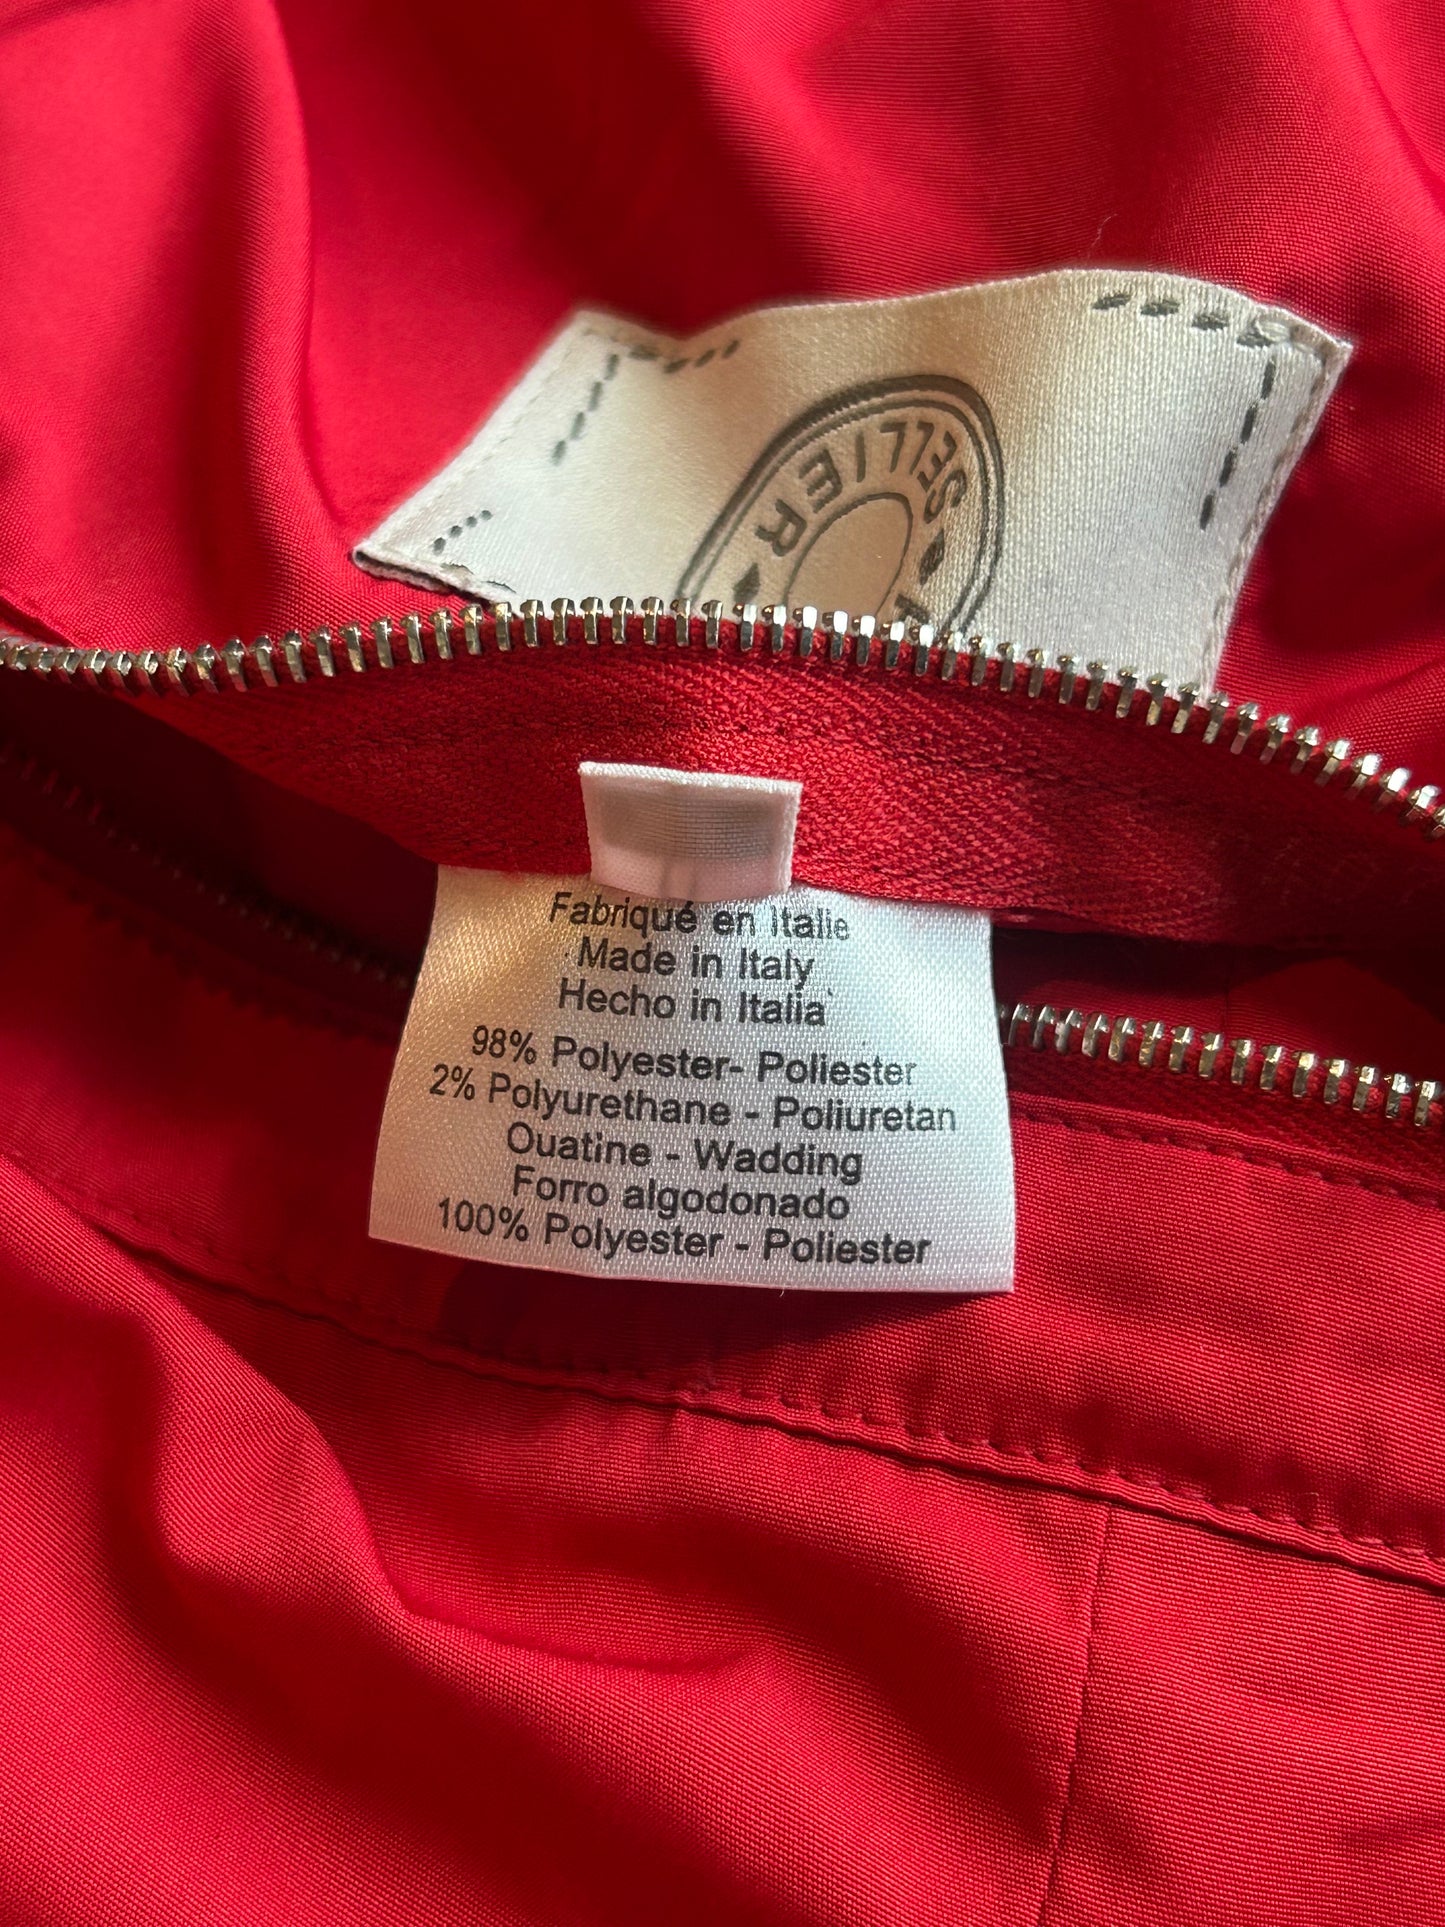 SELLIER
Fabriqué en Italie
Made in Italy
Hecho in Italia
98% Polyester- Poliester
2% Polyurethane - Poliuretan
Ouatine - Wadding
Forro algodonado
100% Polyester - Poliester